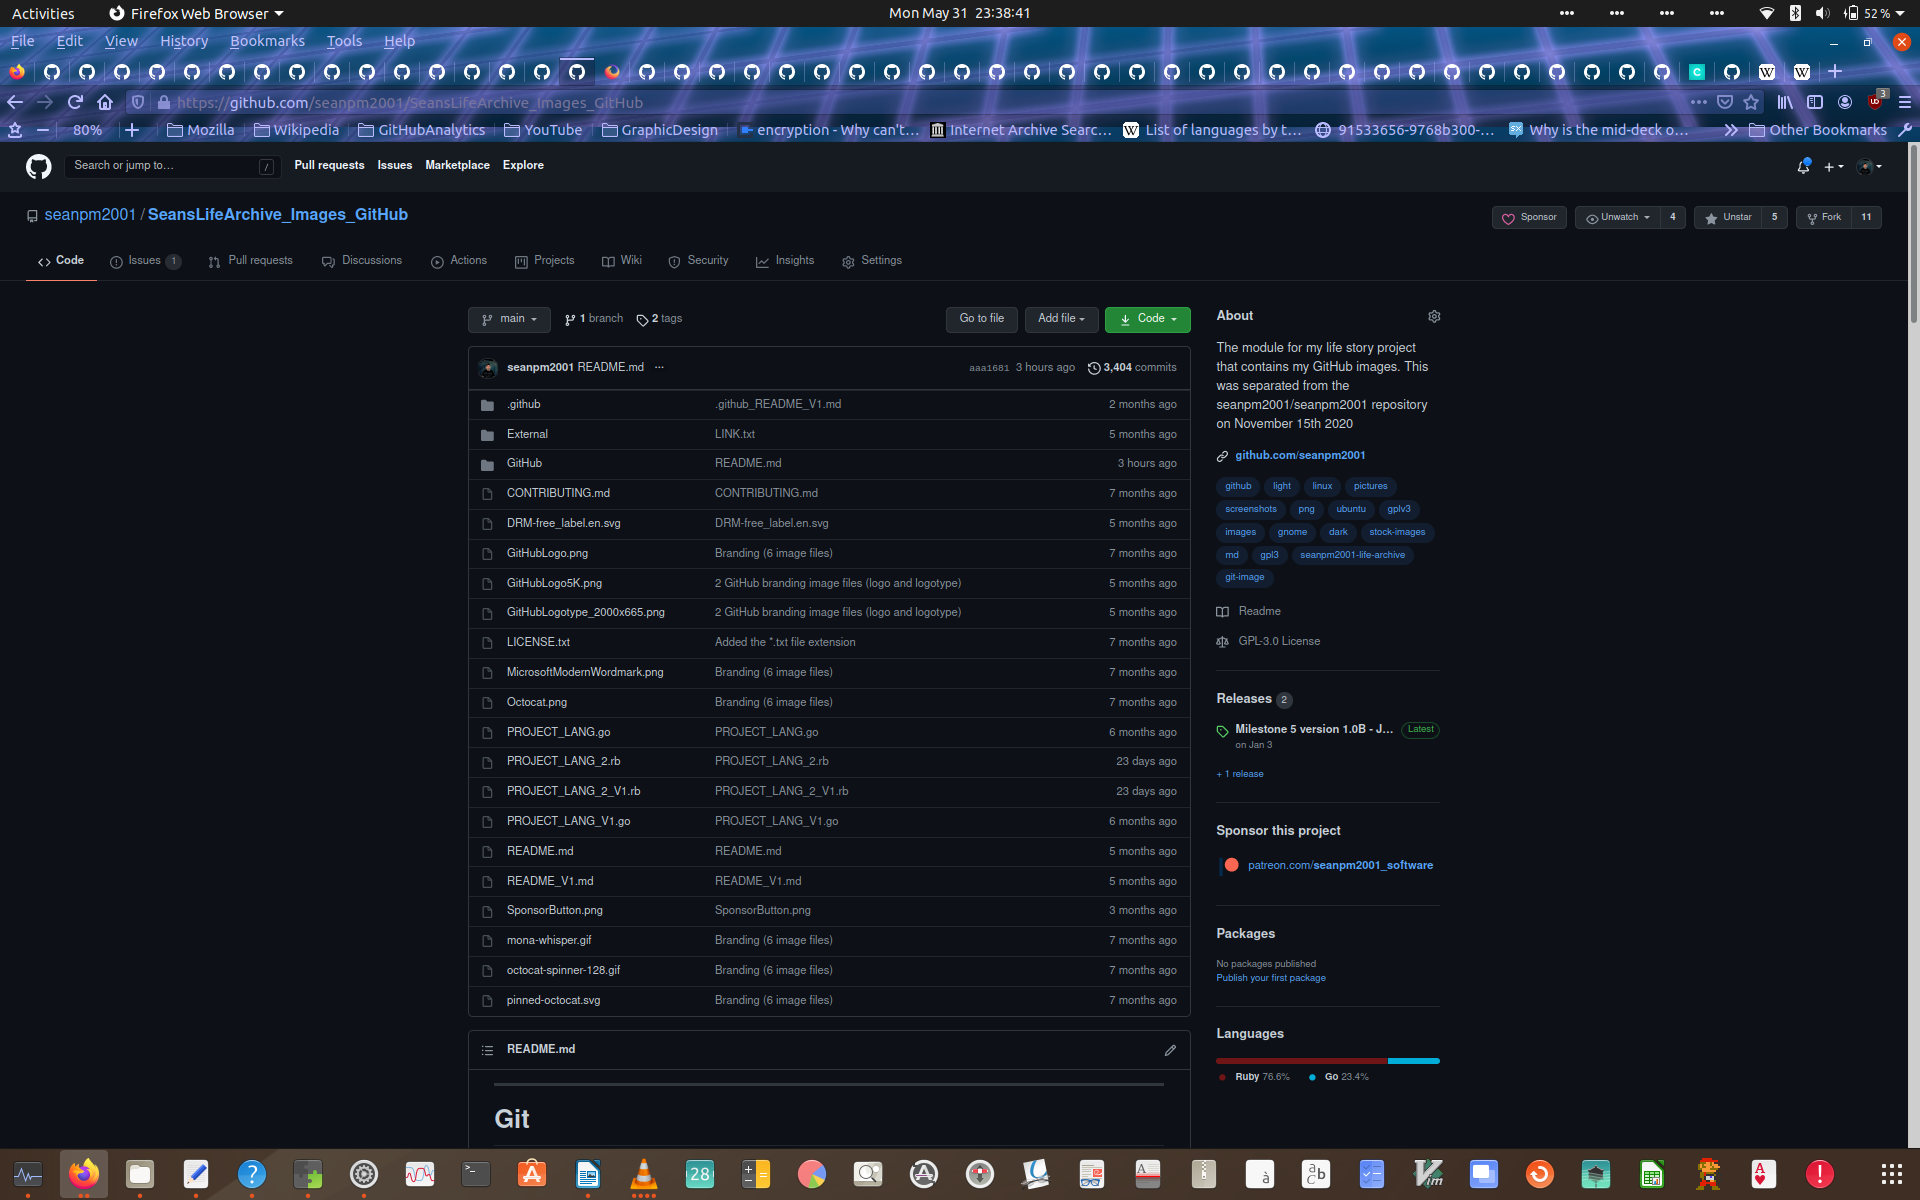 Activities Firefox Web Browser Mon May 31 23:38:41 52 %
File Edit View History Bookmarks Tools Help
https://github.com/seanpm2001/SeansLifeArchive_Images_GitHub 3
80% Mozilla Wikipedia GitHubAnalytics YouTube GraphicDesign encryption - Why can't… Internet Archive Searc… List of languages by t… 91533656-9768b300-… Why is the mid-deck o… Other Bookmarks
Search or jump to… / Pull requests Issues Marketplace Explore
seanpm2001 / SeansLifeArchive_Images_GitHub Sponsor Unwatch 4 Unstar 5 Fork 11
Code Issues 1 Pull requests Discussions Actions Projects Wiki Security Insights Settings
main 1 branch 2 tags Go to file Add file Code
seanpm2001 README.md ... aaa1681 3 hours ago 3,404 commits
.github .github_README_V1.md 2 months ago
External LINK.txt 5 months ago
GitHub README.md 3 hours ago
CONTRIBUTING.md CONTRIBUTING.md 7 months ago
DRM-free_label.en.svg DRM-free_label.en.svg 5 months ago
GitHubLogo.png Branding (6 image files) 7 months ago
GitHubLogo5K.png 2 GitHub branding image files (logo and logotype) 5 months ago
GitHubLogotype_2000x665.png 2 GitHub branding image files (logo and logotype) 5 months ago
LICENSE.txt Added the *.txt file extension 7 months ago
MicrosoftModernWordmark.png Branding (6 image files) 7 months ago
Octocat.png Branding (6 image files) 7 months ago
PROJECT_LANG.go PROJECT_LANG.go 6 months ago
PROJECT_LANG_2.rb PROJECT_LANG_2.rb 23 days ago
PROJECT_LANG_2_V1.rb PROJECT_LANG_2_V1.rb 23 days ago
PROJECT_LANG_V1.go PROJECT_LANG_V1.go 6 months ago
README.md README.md 5 months ago
README_V1.md README_V1.md 5 months ago
SponsorButton.png SponsorButton.png 3 months ago
mona-whisper.gif Branding (6 image files) 7 months ago
octocat-spinner-128.gif Branding (6 image files) 7 months ago
pinned-octocat.svg Branding (6 image files) 7 months ago
README.md
Git
About
The module for my life story project
that contains my GitHub images. This
was separated from the
seanpm2001/seanpm2001 repository
on November 15th 2020
github.com/seanpm2001
github light linux pictures
screenshots png ubuntu gplv3
images gnome dark stock-images
md gpl3 seanpm2001-life-archive
git-image
Readme
GPL-3.0 License
Releases 2
Milestone 5 version 1.0B - J... Latest
on Jan 3
+ 1 release
Sponsor this project
patreon.com/seanpm2001_software
Packages
No packages published
Publish your first package
Languages
Ruby 76.6% Go 23.4%
28